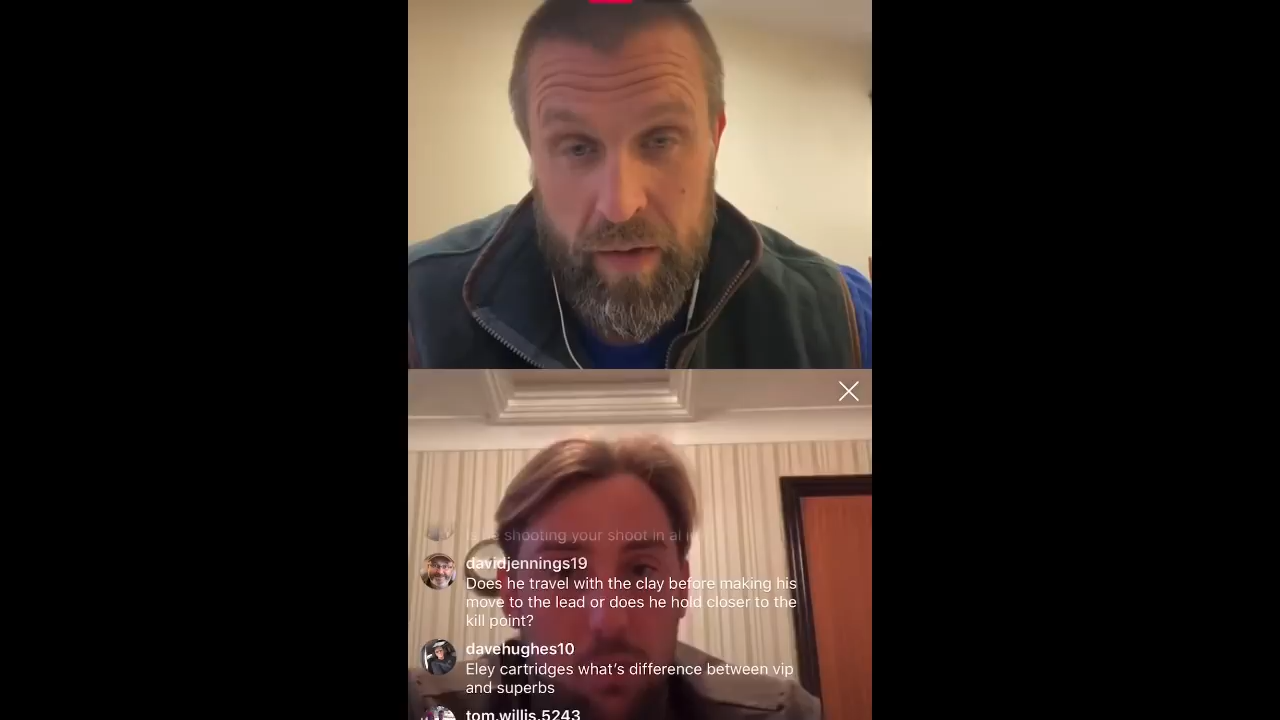 shooting your shoot in
davidjennings19
Does he travel with the clay before making his
move to the lead or does he hold closer to the
kill point?
davehughes10
Eley cartridges what's difference between vip
and superbs
tom.willis.5243